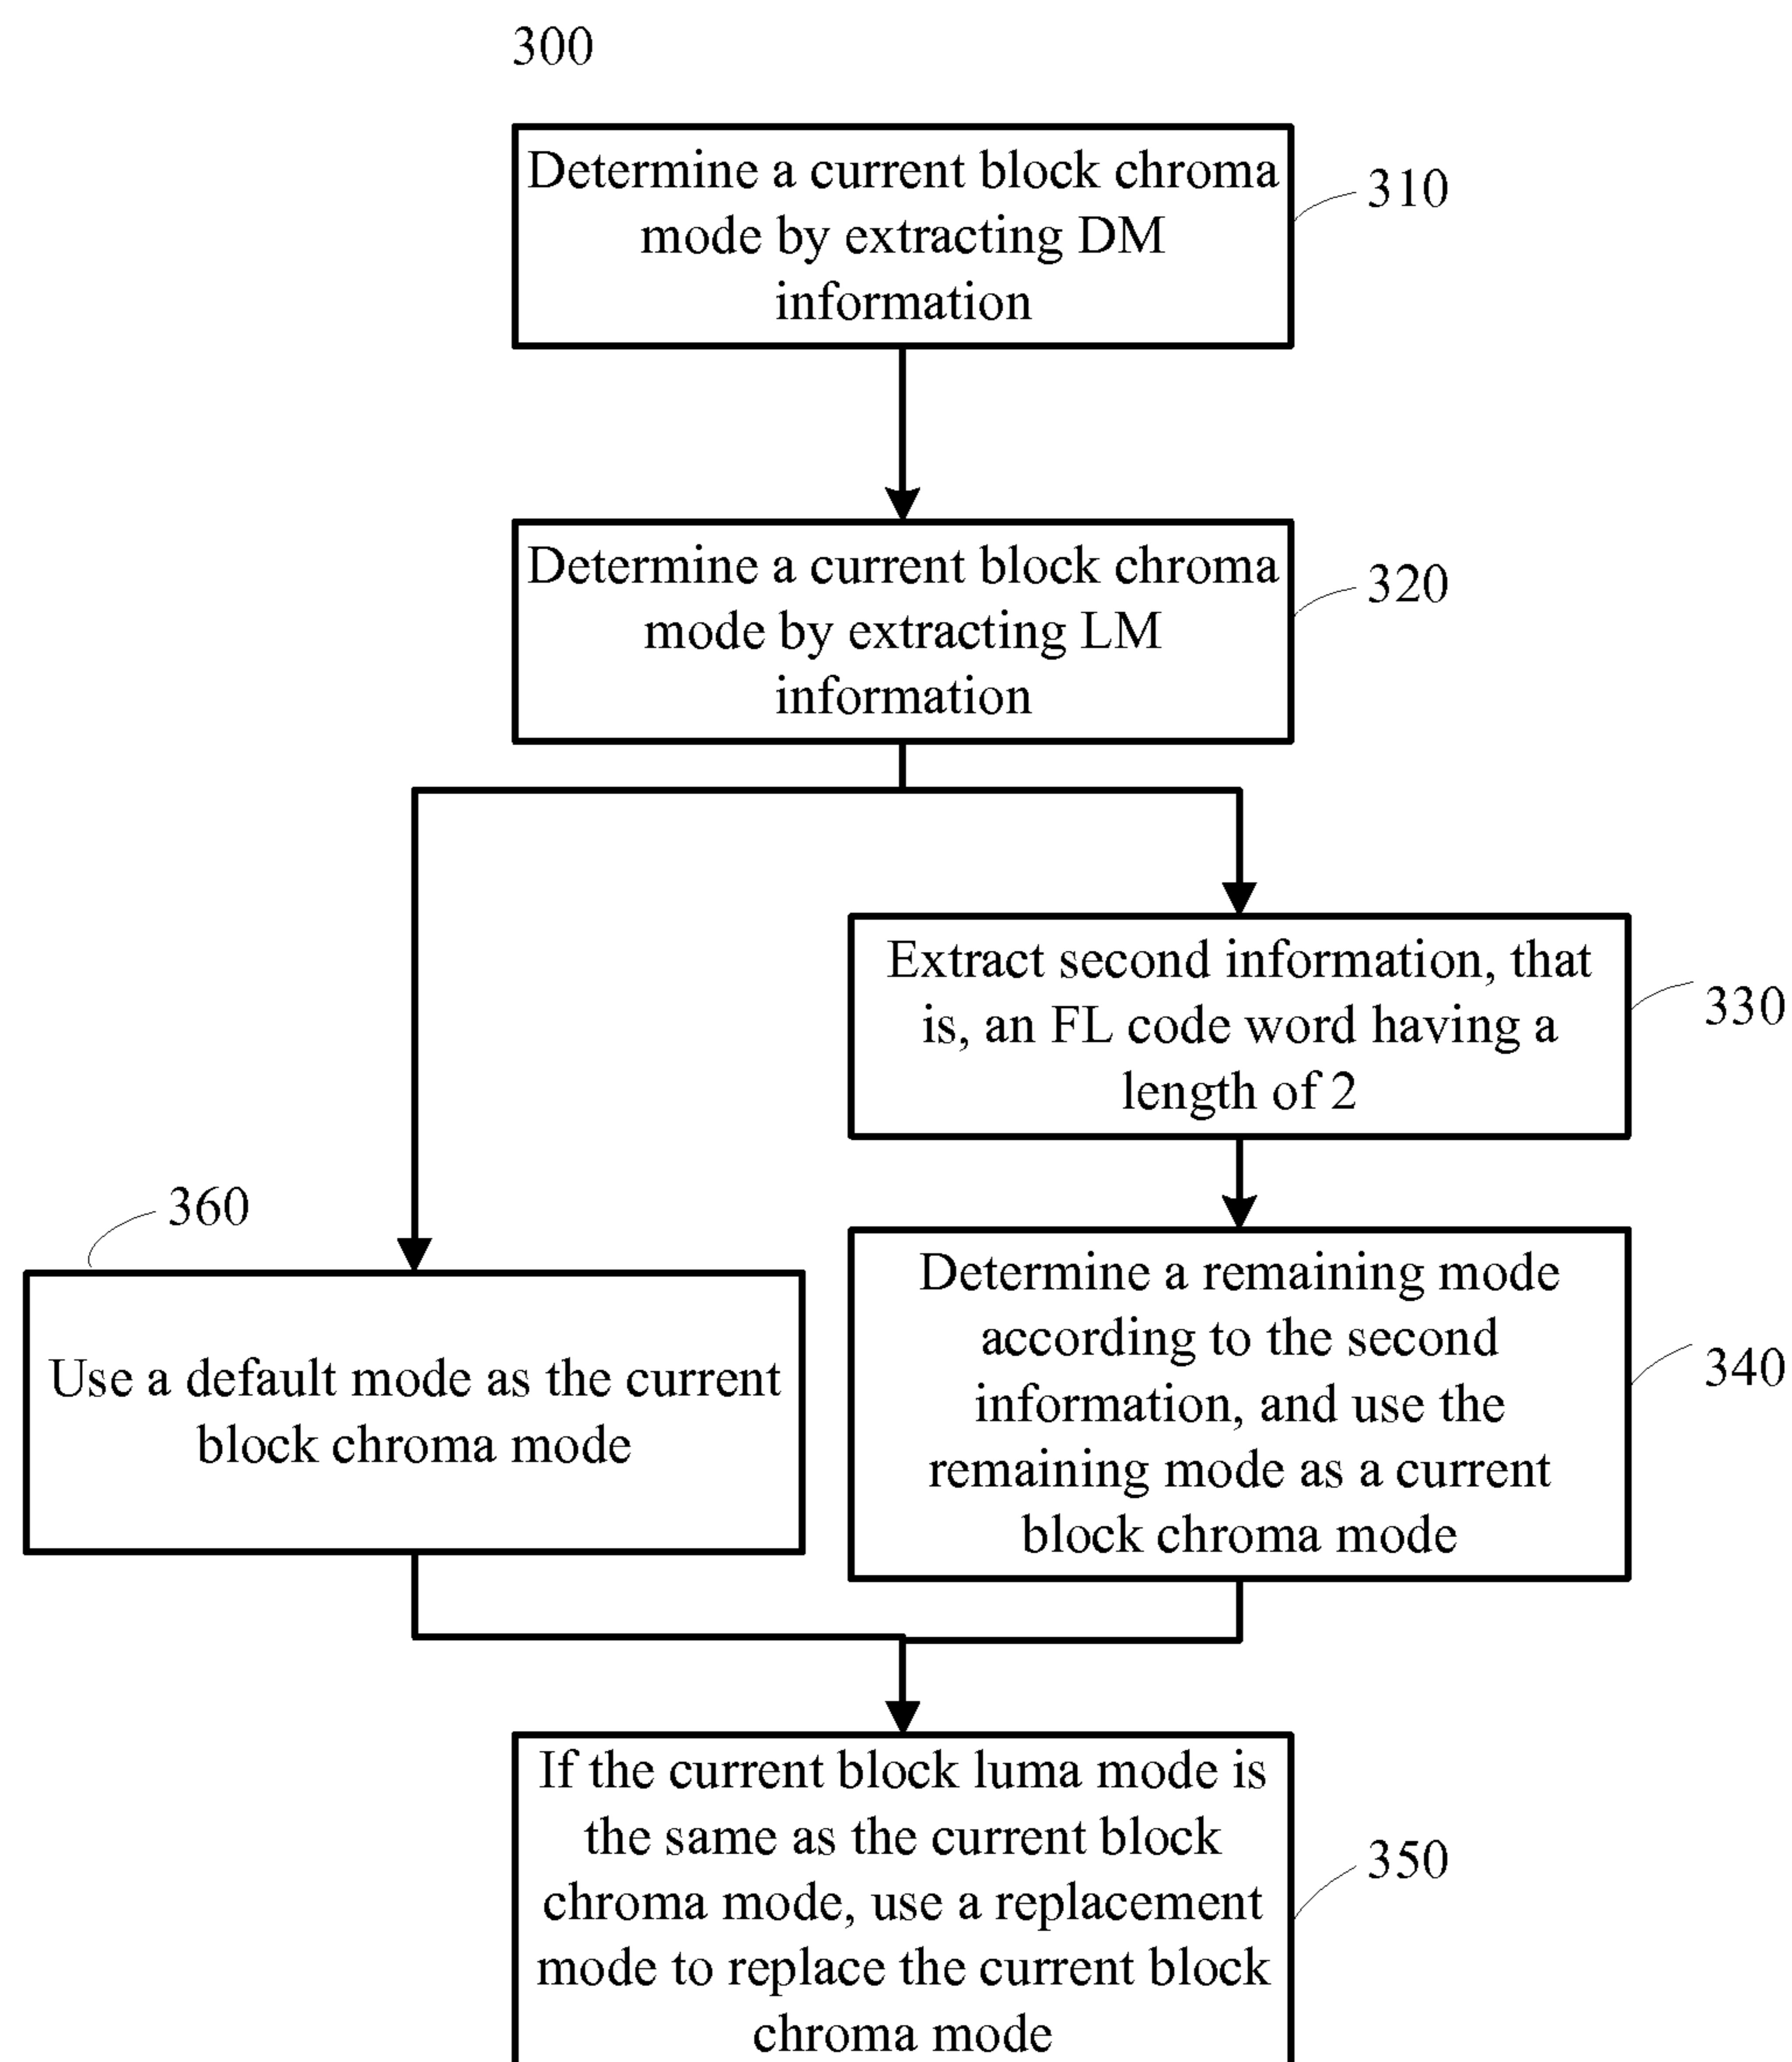 300
Determine a current block chroma
mode by extracting DM
information
310
Determine a current block chroma
mode by extracting LM
information
320
Extract second information, that
is, an FL code word having a
length of 2
330
360
Use a default mode as the current
block chroma mode
Determine a remaining mode
according to the second
information, and use the
remaining mode as a current
block chroma mode
340
If the current block luma mode is
the same as the current block
chroma mode, use a replacement
mode to replace the current block
chroma mode
350